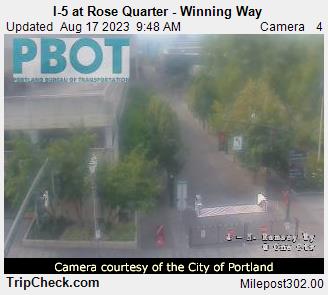 I-5 at Rose Quarter - Winning Way
Updated Aug 17 2023 9:48 AM Camera 4
PBOT
PORTLAND BUREAU OF TRANSPORTATION
Camera courtesy of the City of Portland
TripCheck.com Milepost302.00